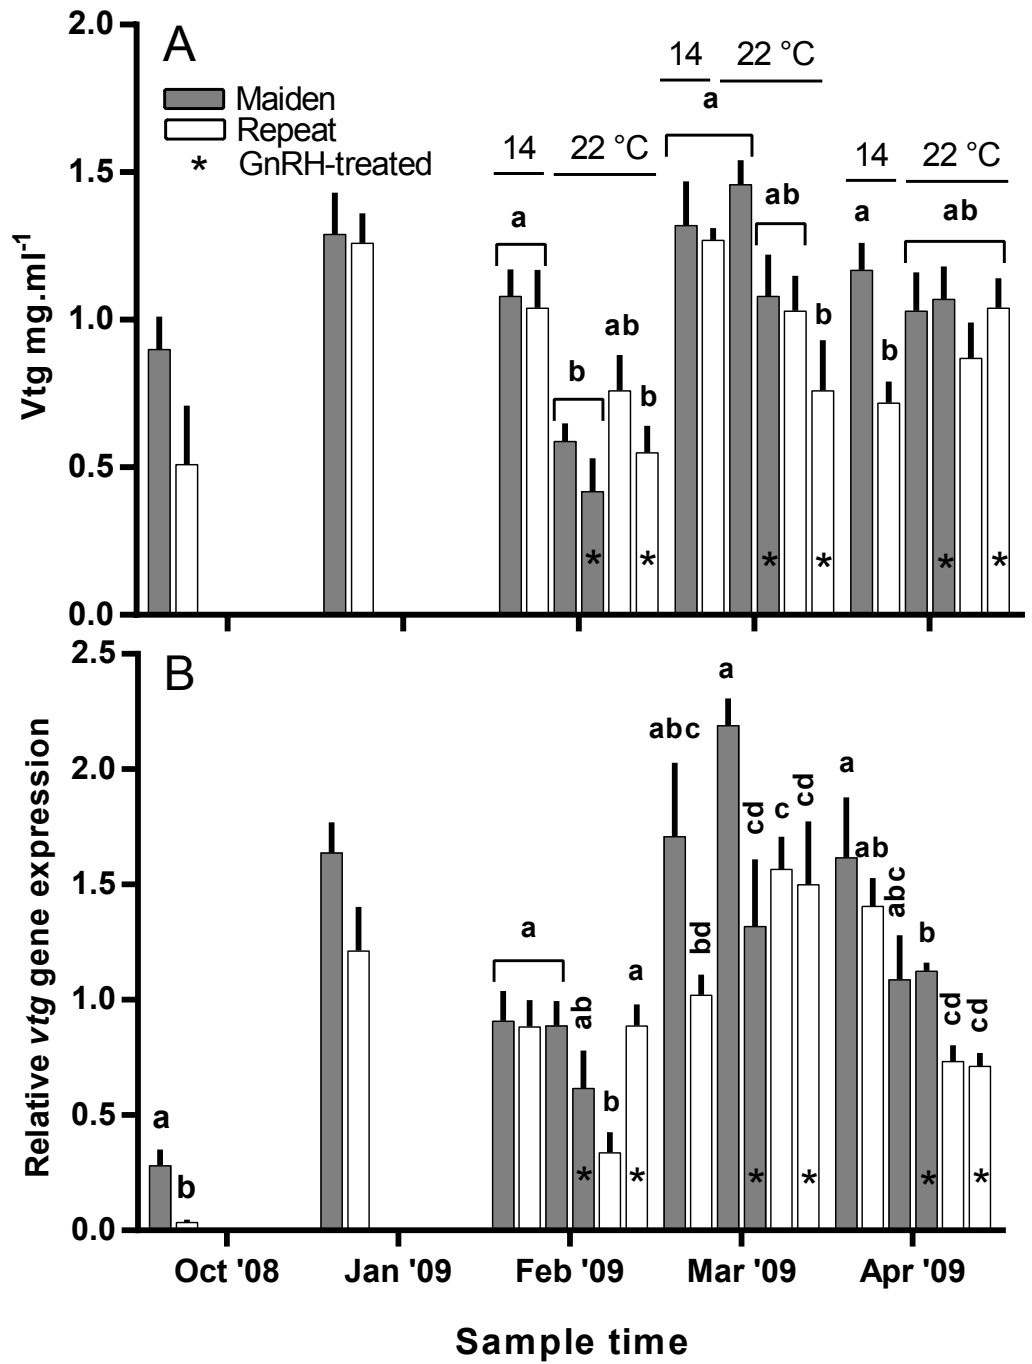 A
Maiden
Repeat
* GnRH-treated
14 22 °C
14 22 °C
14 22 °C
a
a
ab
a
ab
b
ab
b
b
b
* * * * * *
Vtg mg.ml-1
2.0
1.5
1.0
0.5
0.0
B
Relative vtg gene expression
2.5
2.0
1.5
1.0
0.5
0.0
a
b
a
ab
b
a
abc
bd
a
cd
c
cd
a
ab
abc
b
cd
cd
* * * * * *
Oct '08 Jan '09 Feb '09 Mar '09 Apr '09
Sample time